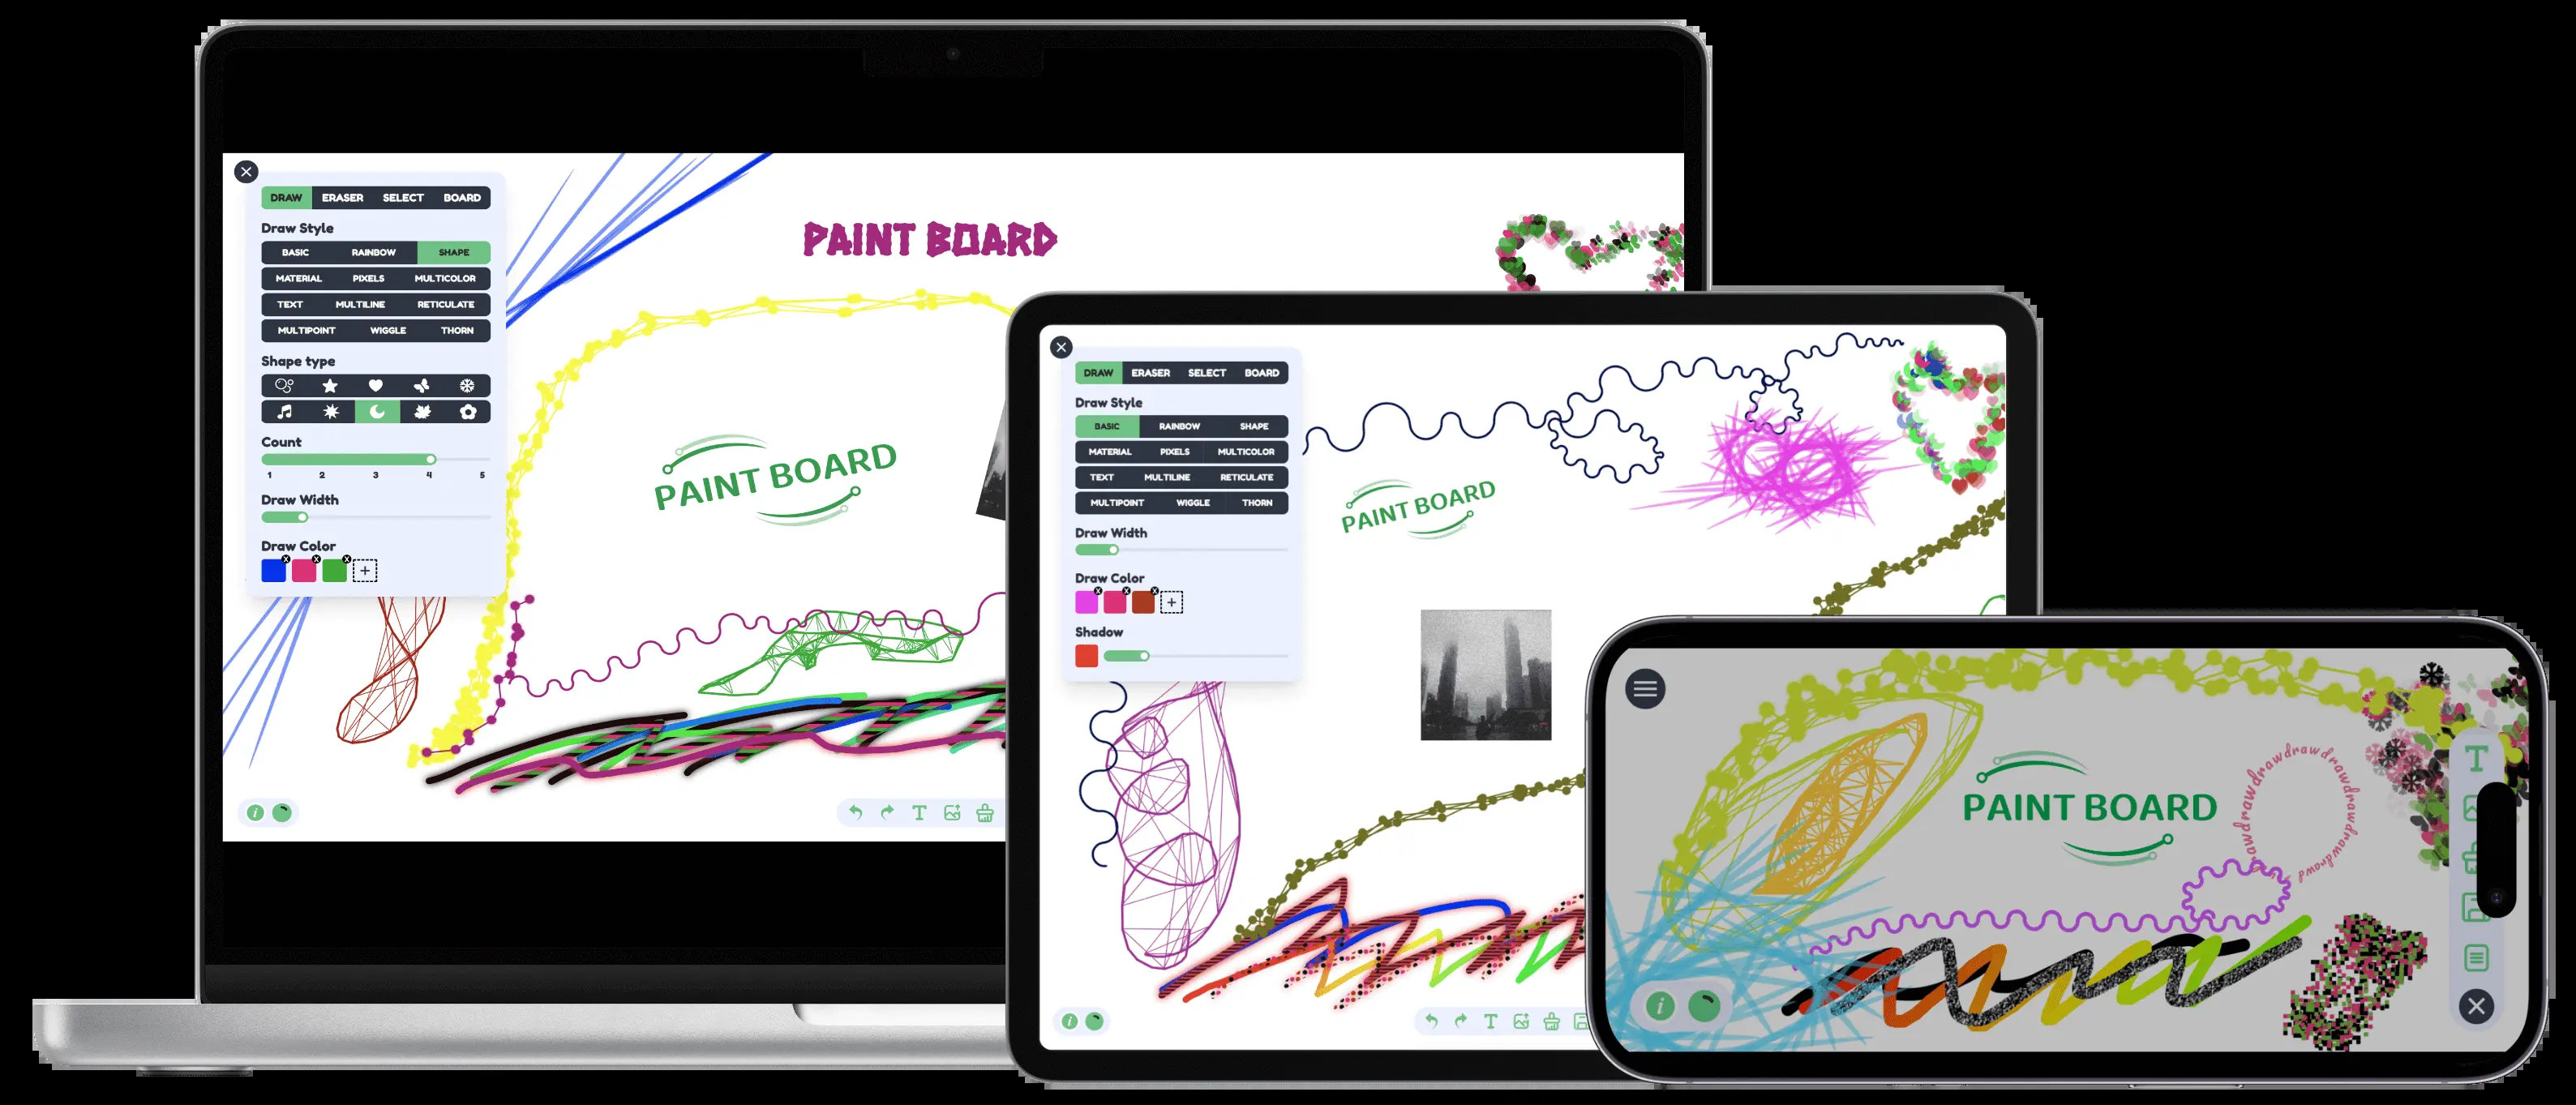 DRAW ERASER SELECT BOARD
Draw Style
BASIC RAINBOW SHAPE
MATERIAL PIXELS MULTICOLOR
TEXT MULTILINE RETICULATE
MULTIPOINT WIGGLE THORN
Shape type
Count
1 2 3 4 5
Draw Width
Draw Color
PAINT BOARD
PAINT BOARD
DRAW ERASER SELECT BOARD
Draw Style
BASIC RAINBOW SHAPE
MATERIAL PIXELS MULTICOLOR
TEXT MULTILINE RETICULATE
MULTIPOINT WIGGLE THORN
Draw Width
Draw Color
Shadow
PAINT BOARD
PAINT BOARD
drawdrawdrawdrawdrawdrawdraw